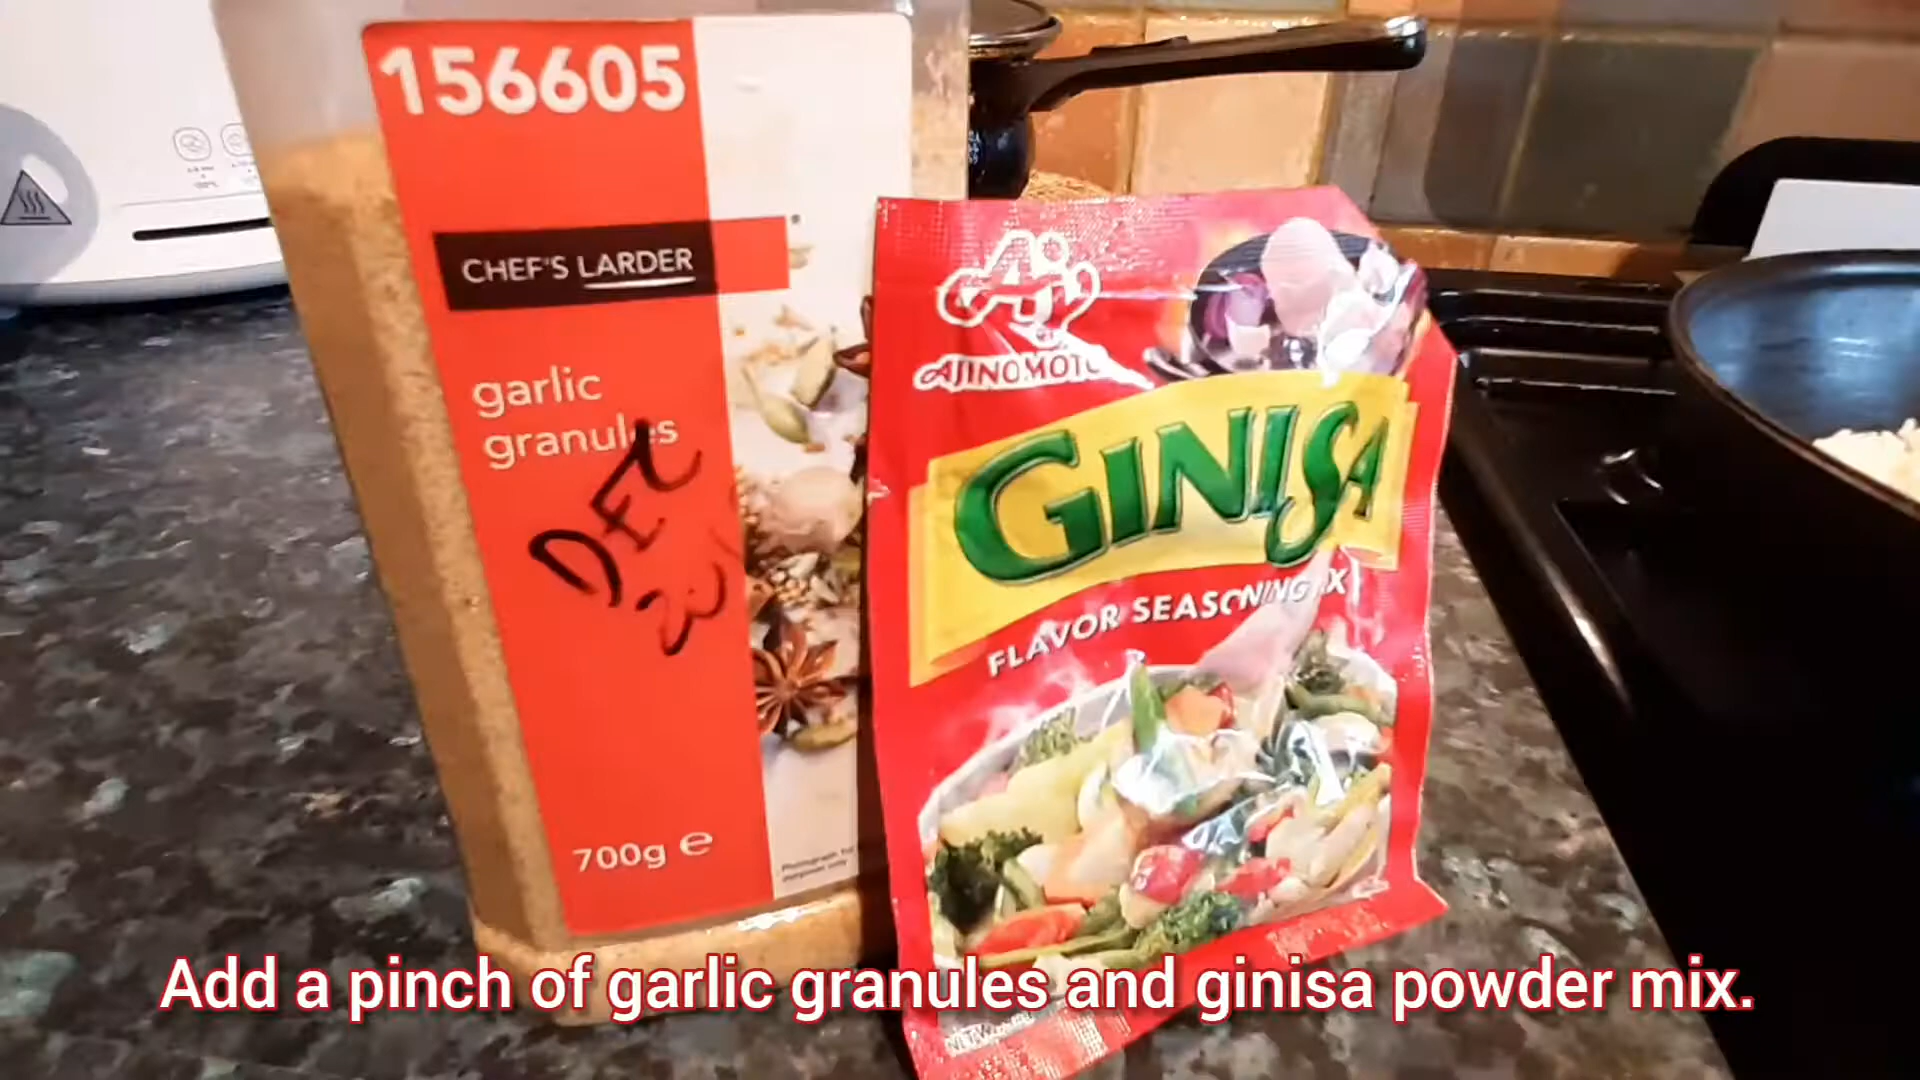 156605
CHEF'S LARDER
garlic
granules
700g e
AJINOMOTO
GINISA
FLAVOR SEASONING MIX
Add a pinch of garlic granules and ginisa powder mix.